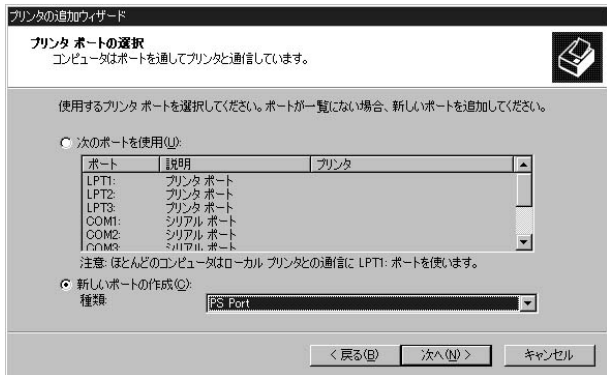 プリンタの追加ウィザード
プリンタ ポートの選択
コンピュータはポートを通してプリンタと通信しています。
使用するプリンタ ポートを選択してください。ポートが一覧にない場合、新しいポートを追加してください。
次のポートを使用(U):
ポート 説明 プリンタ
LPT1: プリンタ ポート
LPT2: プリンタ ポート
LPT3: プリンタ ポート
COM1: シリアル ポート
COM2: シリアル ポート
COM3: シリアル ポート
注意: ほとんどのコンピュータはローカル プリンタとの通信に LPT1: ポートを使います。
新しいポートの作成(C):
種類: PS Port
< 戻る(B) 次へ(N) > キャンセル